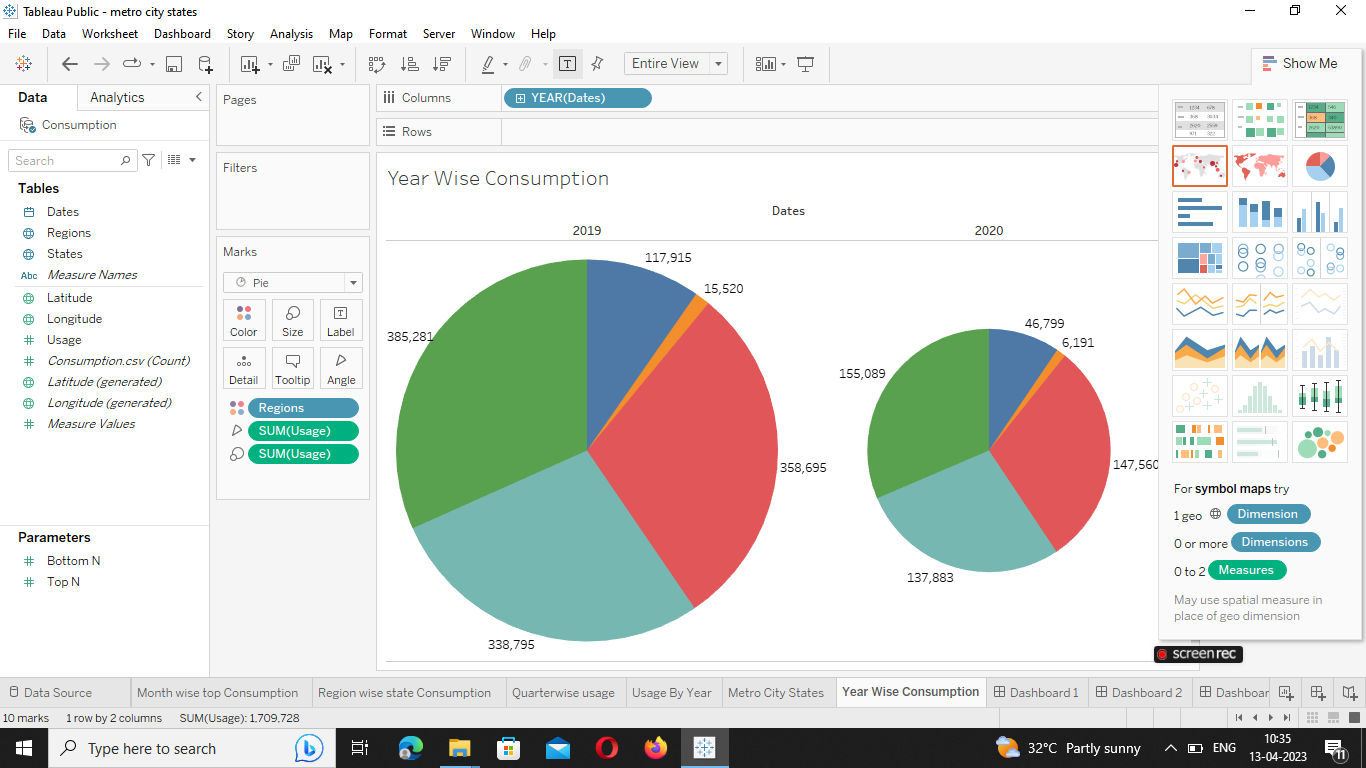 Tableau Public - metro city states
File Data Worksheet Dashboard Story Analysis Map Format Server Window Help
Entire View
Show Me
Data Analytics
Consumption
Search
Tables
Dates
Regions
States
Abc Measure Names
Latitude
Longitude
Usage
Consumption.csv (Count)
Latitude (generated)
Longitude (generated)
Measure Values
Parameters
Bottom N
Top N
Pages
Filters
Marks
Pie
Color Size Label
Detail Tooltip Angle
Regions
SUM(Usage)
SUM(Usage)
Columns YEAR(Dates)
Rows
Year Wise Consumption
Dates
2019 2020
117,915
15,520
385,281
358,695
338,795
46,799
6,191
155,089
147,560
137,883
For symbol maps try
1 geo Dimension
0 or more Dimensions
0 to 2 Measures
May use spatial measure in
place of geo dimension
screenrec
Data Source Month wise top Consumption Region wise state Consumption Quarterwise usage Usage By Year Metro City States Year Wise Consumption Dashboard 1 Dashboard 2 Dashboar
10 marks 1 row by 2 columns SUM(Usage): 1,709,728
Type here to search
32°C Partly sunny
ENG
10:35
13-04-2023
11